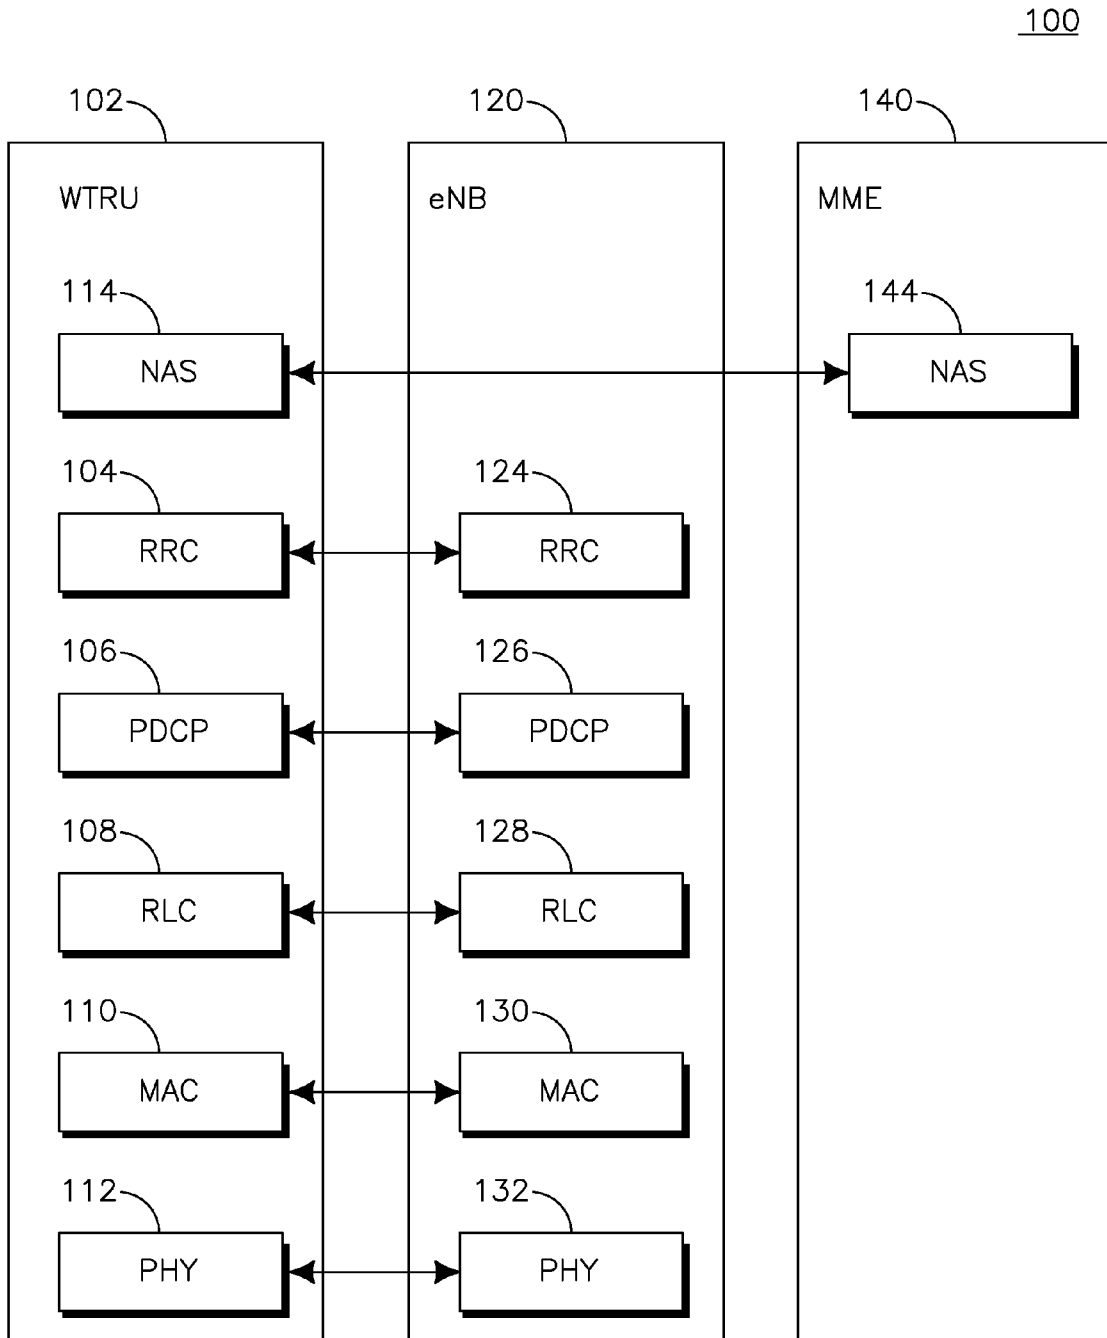 100
102 120 140
WTRU eNB MME
114 144
NAS NAS
104 124
RRC RRC
106 126
PDCP PDCP
108 128
RLC RLC
110 130
MAC MAC
112 132
PHY PHY